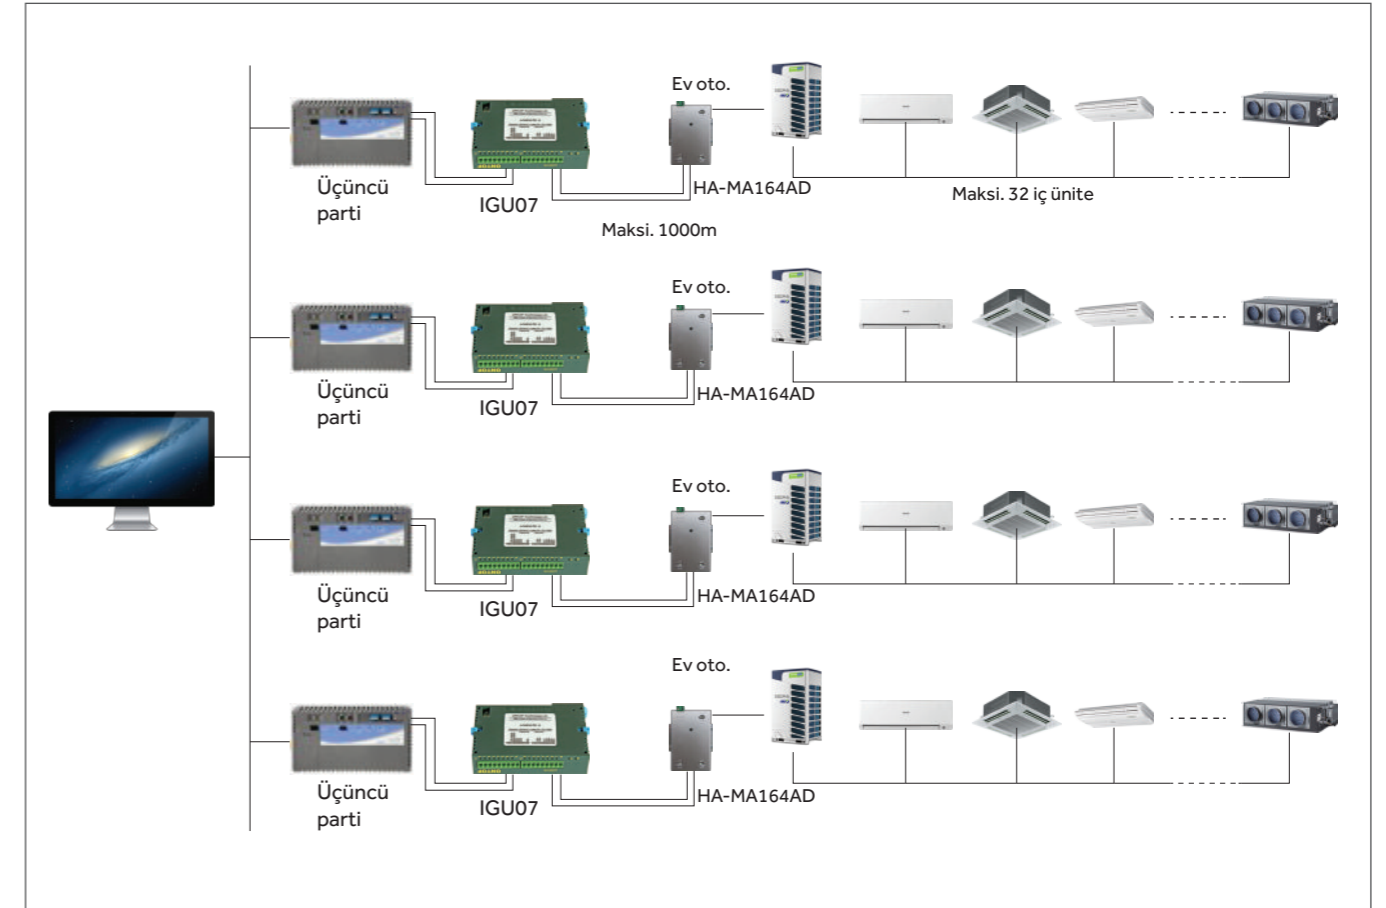 Ev oto.
Üçüncü
parti
IGU07
HA-MA164AD
Maksi. 32 iç ünite
Maksi. 1000m
Ev oto.
Üçüncü
parti
IGU07
HA-MA164AD
Ev oto.
Üçüncü
parti
IGU07
HA-MA164AD
Ev oto.
Üçüncü
parti
IGU07
HA-MA164AD